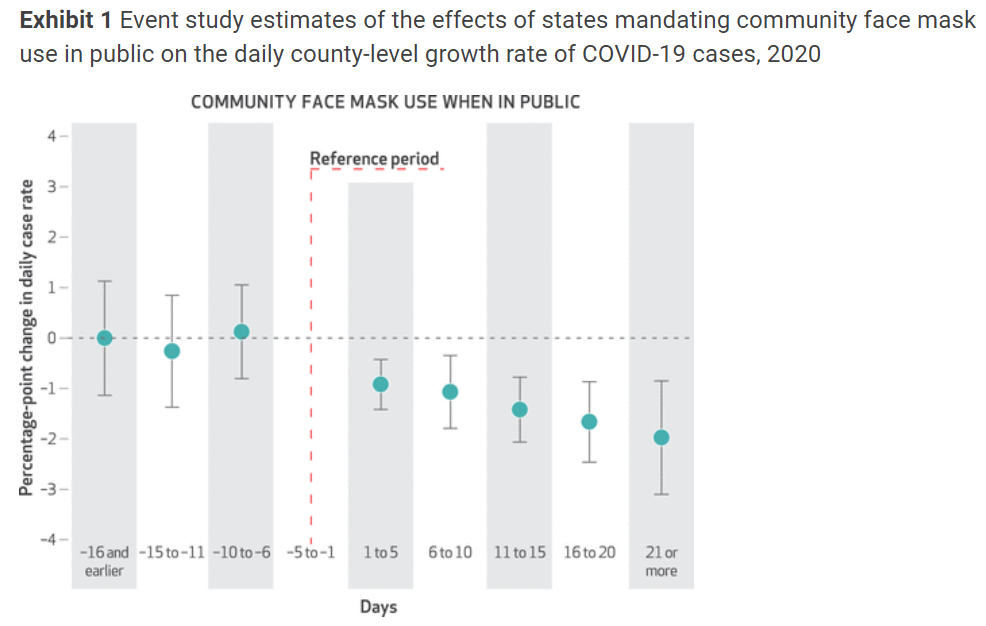 Exhibit 1 Event study estimates of the effects of states mandating community face mask
use in public on the daily county-level growth rate of COVID-19 cases, 2020
COMMUNITY FACE MASK USE WHEN IN PUBLIC
Percentage-point change in daily case rate
4
3
2
1
0
-1
-2
-3
-4
Reference period
-16 and
earlier
-15 to -11
-10 to -6
-5 to -1
1 to 5
6 to 10
11 to 15
16 to 20
21 or
more
Days